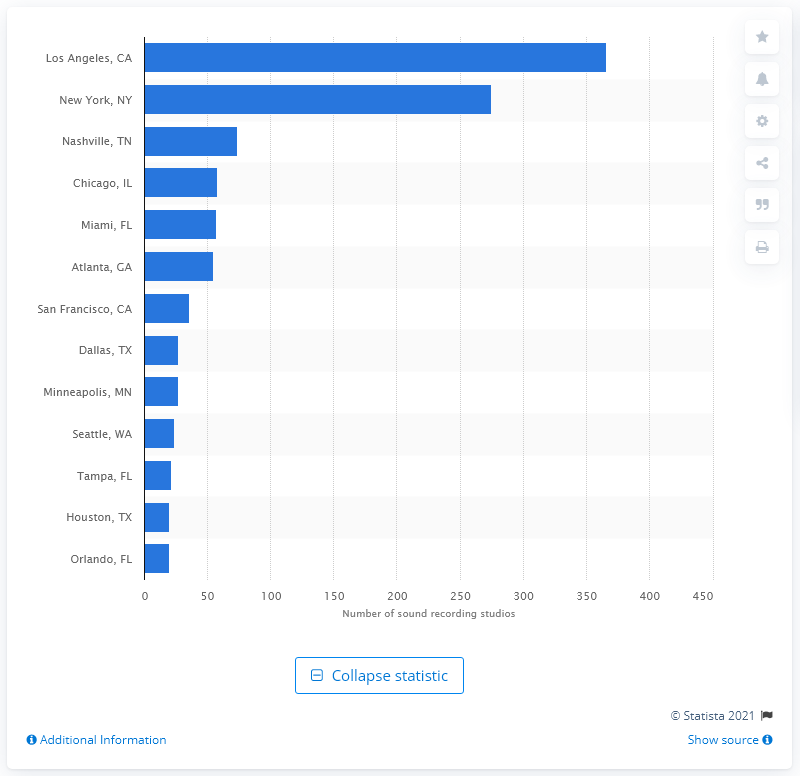 Los Angeles, CA
New York, NY
Nashville, TN
Chicago, IL
Miami, FL
Atlanta, GA
San Francisco, CA
Dallas, TX
Minneapolis, MN
Seattle, WA
Tampa, FL
Houston, TX
Orlando, FL
0 50 100 150 200 250 300 350 400 450
Number of sound recording studios
Collapse statistic
© Statista 2021
Additional Information Show source